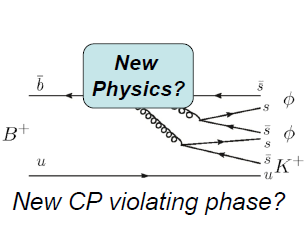 New
Physics?
b̄ s̄
s ϕ
B⁺ s̄ ϕ
s
s̄ K⁺
u u
New CP violating phase?